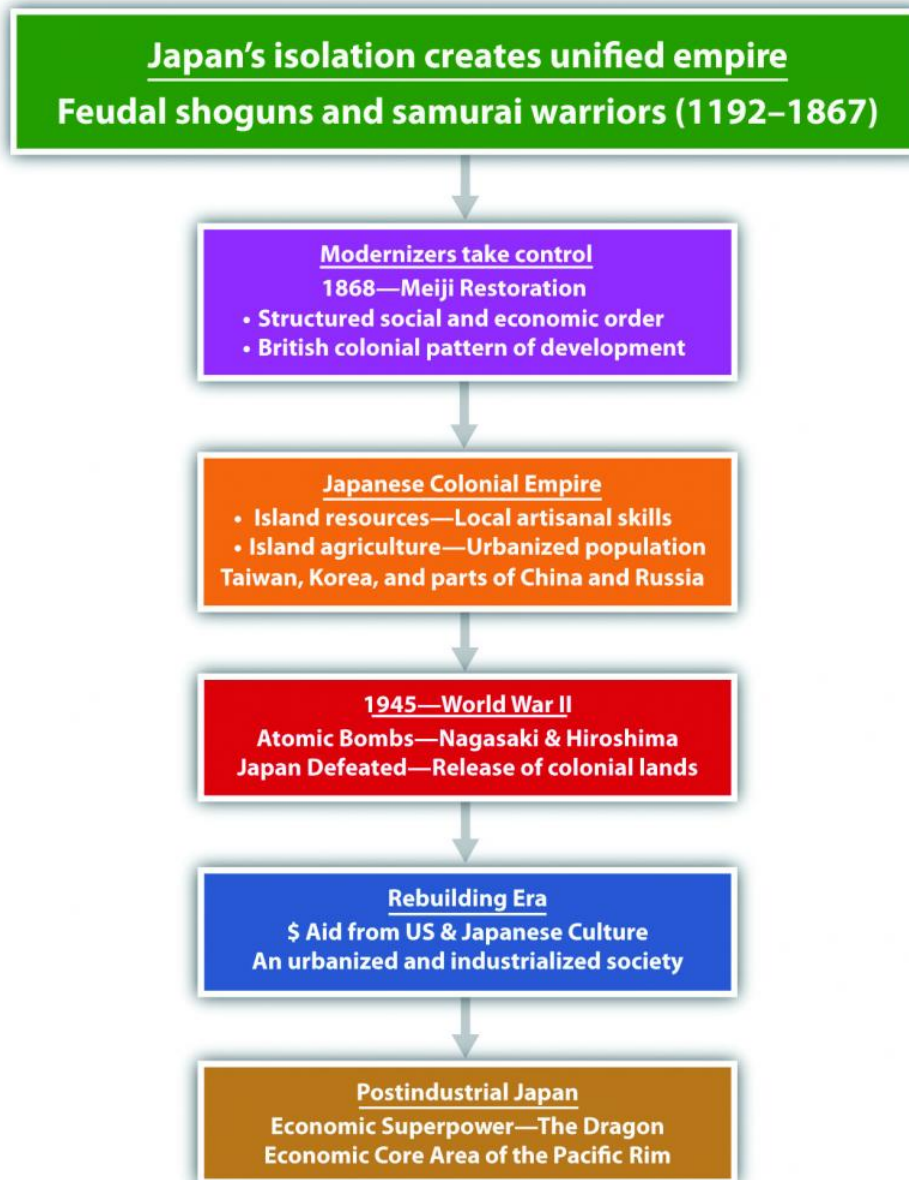 Japan's isolation creates unified empire
Feudal shoguns and samurai warriors (1192–1867)
Modernizers take control
1868—Meiji Restoration
• Structured social and economic order
• British colonial pattern of development
Japanese Colonial Empire
• Island resources—Local artisanal skills
• Island agriculture—Urbanized population
Taiwan, Korea, and parts of China and Russia
1945—World War II
Atomic Bombs—Nagasaki & Hiroshima
Japan Defeated—Release of colonial lands
Rebuilding Era
$ Aid from US & Japanese Culture
An urbanized and industrialized society
Postindustrial Japan
Economic Superpower—The Dragon
Economic Core Area of the Pacific Rim